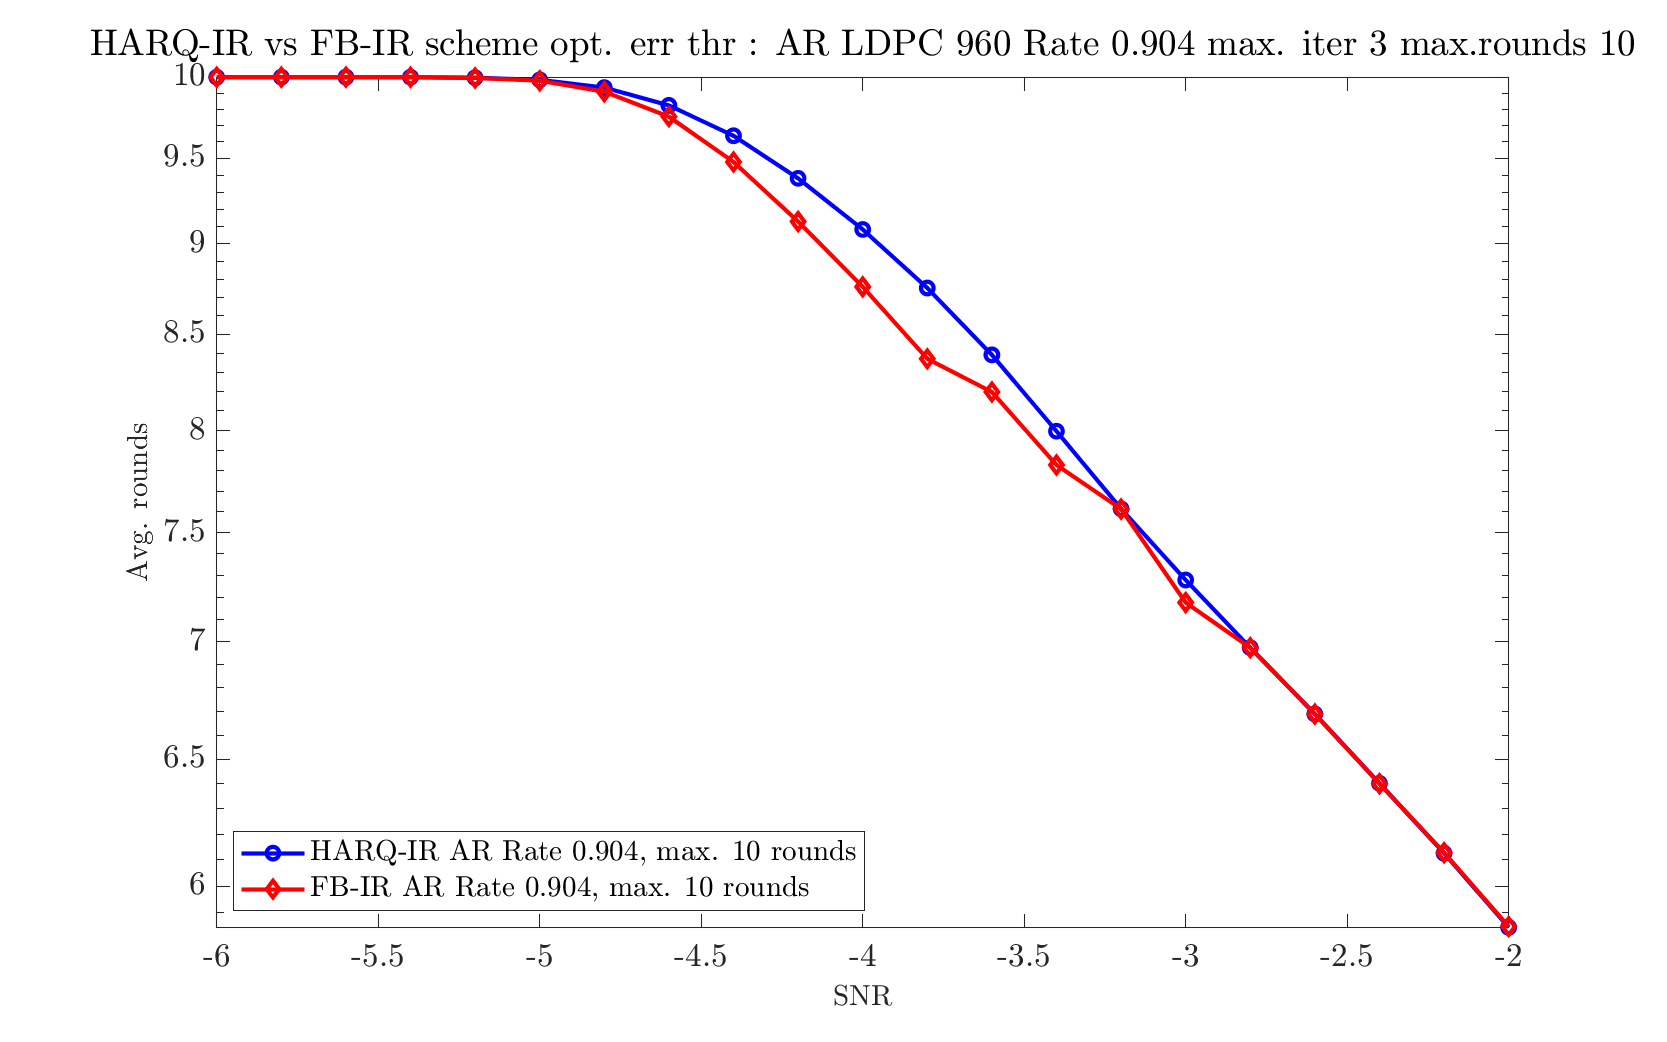 HARQ-IR vs FB-IR scheme opt. err thr : AR LDPC 960 Rate 0.904 max. iter 3 max.rounds 10
10
9.5
9
8.5
8
7.5
7
6.5
6
Avg. rounds
HARQ-IR AR Rate 0.904, max. 10 rounds
FB-IR AR Rate 0.904, max. 10 rounds
-6 -5.5 -5 -4.5 -4 -3.5 -3 -2.5 -2
SNR